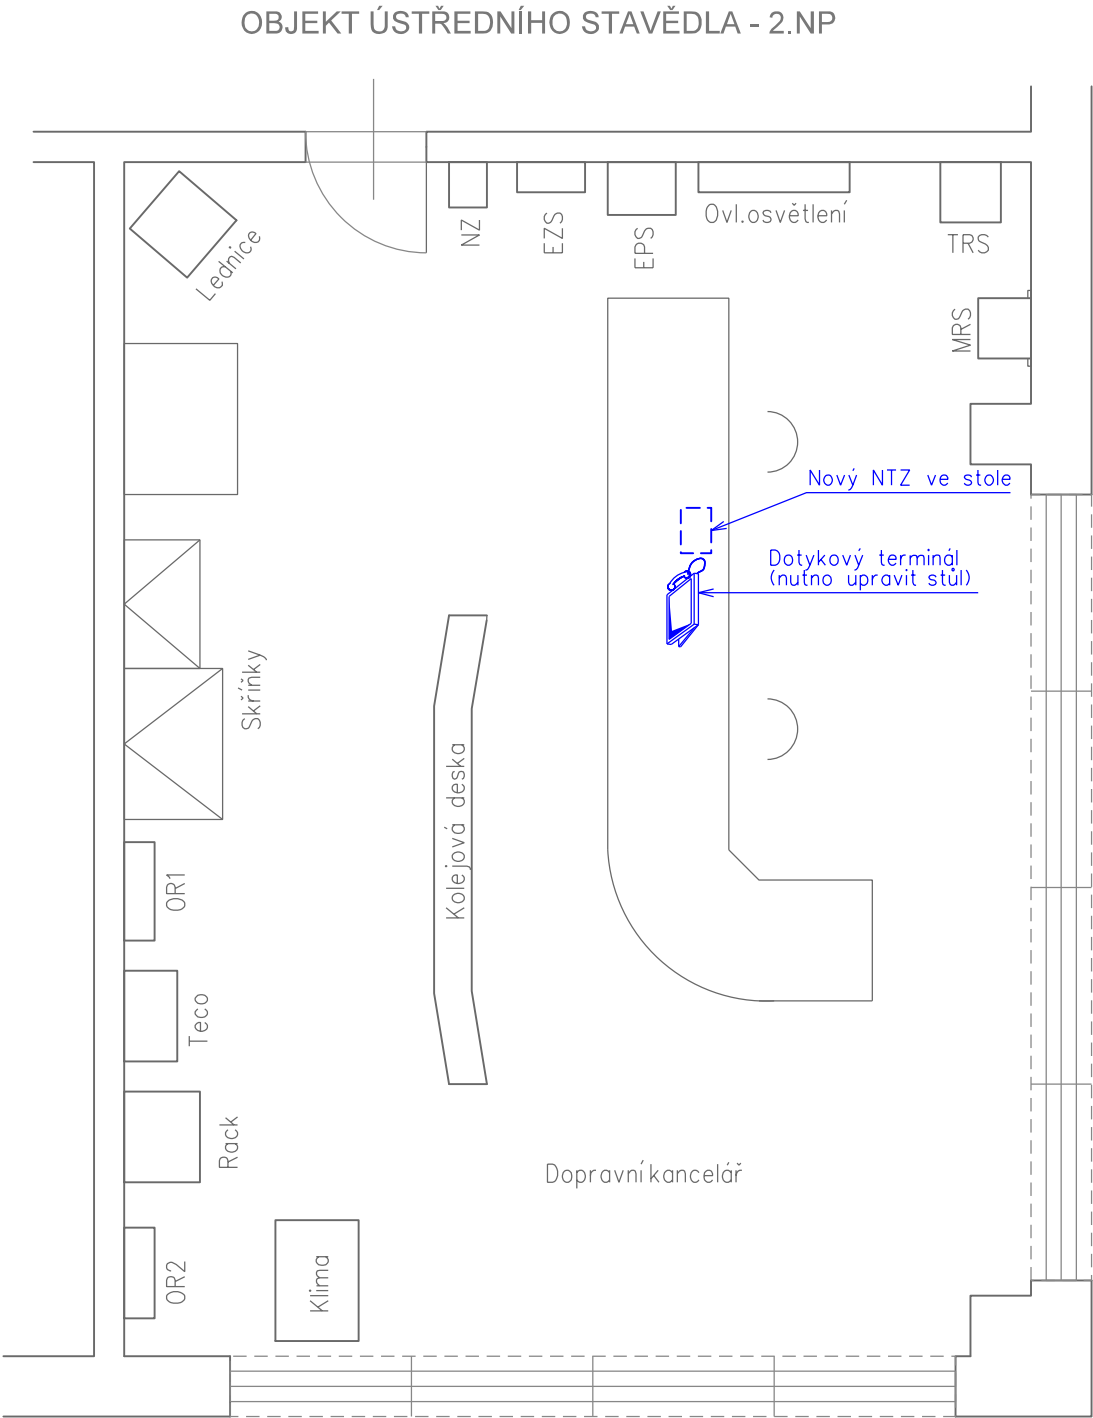 OBJEKT ÚSTŘEDNÍHO STAVĚDLA - 2.NP
Lednice
NZ
EZS
EPS
Ovl.osvětlení
TRS
MRS
Nový NTZ ve stole
Dotykový terminál
(nutno upravit stůl)
Skříňky
Kolejová deska
OR1
Teco
Rack
Dopravní kancelář
OR2
Klima